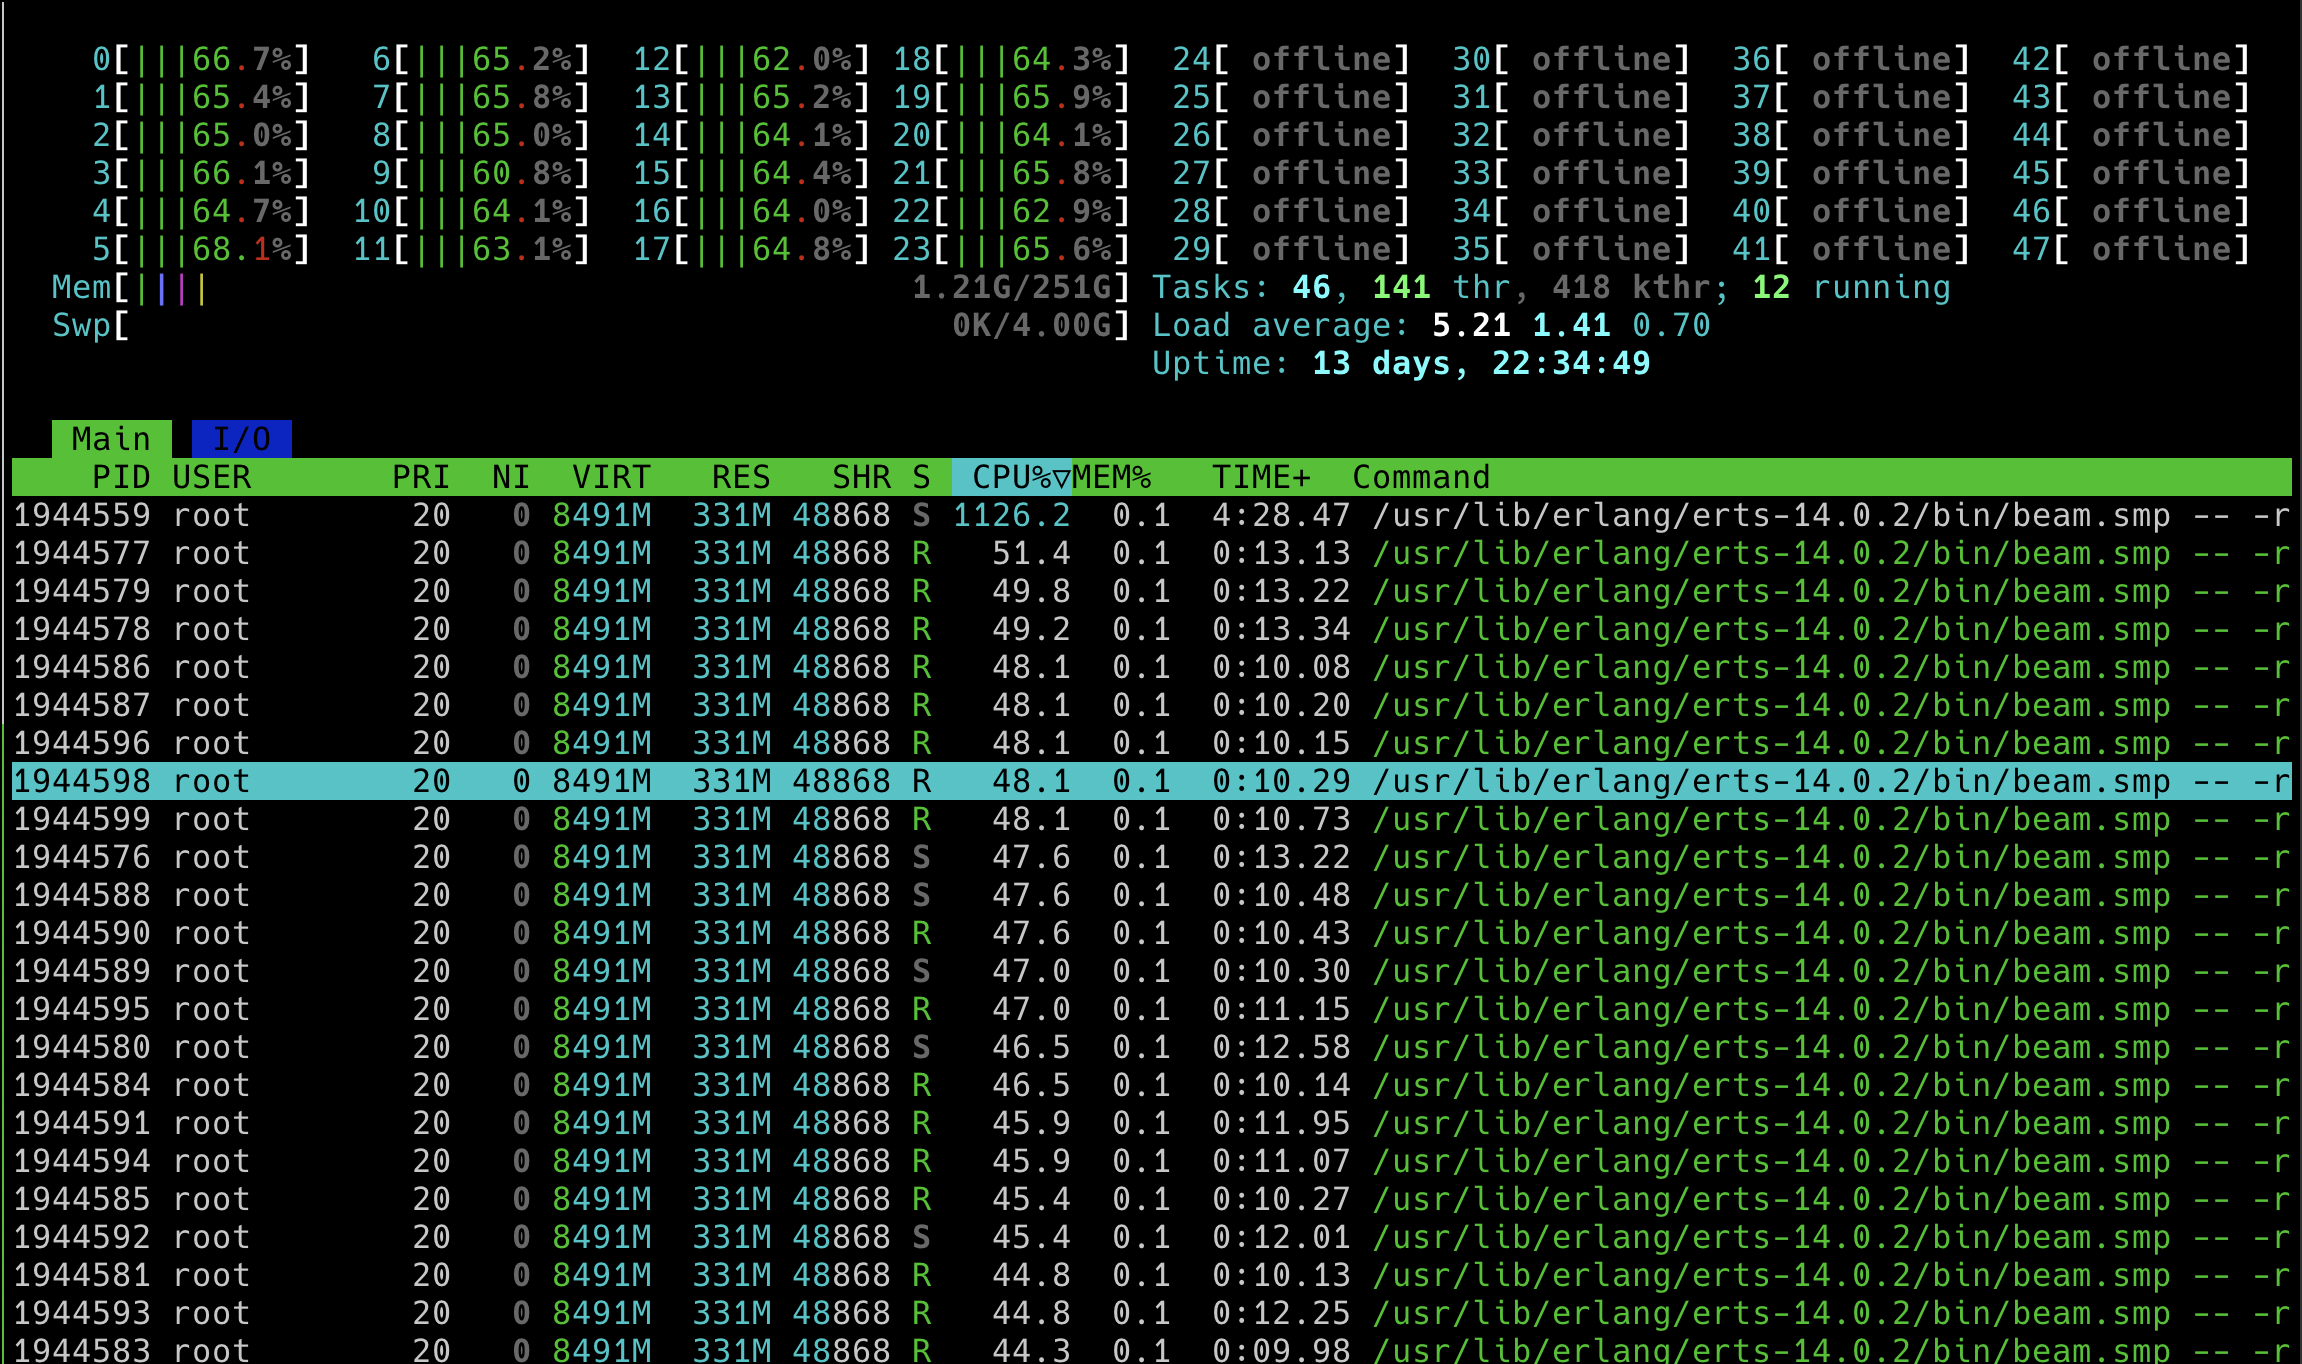 0[|||66.7%] 6[|||65.2%] 12[|||62.0%] 18[|||64.3%] 24[ offline] 30[ offline] 36[ offline] 42[ offline]
1[|||65.4%] 7[|||65.8%] 13[|||65.2%] 19[|||65.9%] 25[ offline] 31[ offline] 37[ offline] 43[ offline]
2[|||65.0%] 8[|||65.0%] 14[|||64.1%] 20[|||64.1%] 26[ offline] 32[ offline] 38[ offline] 44[ offline]
3[|||66.1%] 9[|||60.8%] 15[|||64.4%] 21[|||65.8%] 27[ offline] 33[ offline] 39[ offline] 45[ offline]
4[|||64.7%] 10[|||64.1%] 16[|||64.0%] 22[|||62.9%] 28[ offline] 34[ offline] 40[ offline] 46[ offline]
5[|||68.1%] 11[|||63.1%] 17[|||64.8%] 23[|||65.6%] 29[ offline] 35[ offline] 41[ offline] 47[ offline]
Mem[|||| 1.21G/251G] Tasks: 46, 141 thr, 418 kthr; 12 running
Swp[ 0K/4.00G] Load average: 5.21 1.41 0.70
Uptime: 13 days, 22:34:49
Main I/O
PID USER PRI NI VIRT RES SHR S CPU%▽MEM% TIME+ Command
1944559 root 20 0 8491M 331M 48868 S 1126.2 0.1 4:28.47 /usr/lib/erlang/erts-14.0.2/bin/beam.smp -- -r
1944577 root 20 0 8491M 331M 48868 R 51.4 0.1 0:13.13 /usr/lib/erlang/erts-14.0.2/bin/beam.smp -- -r
1944579 root 20 0 8491M 331M 48868 R 49.8 0.1 0:13.22 /usr/lib/erlang/erts-14.0.2/bin/beam.smp -- -r
1944578 root 20 0 8491M 331M 48868 R 49.2 0.1 0:13.34 /usr/lib/erlang/erts-14.0.2/bin/beam.smp -- -r
1944586 root 20 0 8491M 331M 48868 R 48.1 0.1 0:10.08 /usr/lib/erlang/erts-14.0.2/bin/beam.smp -- -r
1944587 root 20 0 8491M 331M 48868 R 48.1 0.1 0:10.20 /usr/lib/erlang/erts-14.0.2/bin/beam.smp -- -r
1944596 root 20 0 8491M 331M 48868 R 48.1 0.1 0:10.15 /usr/lib/erlang/erts-14.0.2/bin/beam.smp -- -r
1944598 root 20 0 8491M 331M 48868 R 48.1 0.1 0:10.29 /usr/lib/erlang/erts-14.0.2/bin/beam.smp -- -r
1944599 root 20 0 8491M 331M 48868 R 48.1 0.1 0:10.73 /usr/lib/erlang/erts-14.0.2/bin/beam.smp -- -r
1944576 root 20 0 8491M 331M 48868 S 47.6 0.1 0:13.22 /usr/lib/erlang/erts-14.0.2/bin/beam.smp -- -r
1944588 root 20 0 8491M 331M 48868 S 47.6 0.1 0:10.48 /usr/lib/erlang/erts-14.0.2/bin/beam.smp -- -r
1944590 root 20 0 8491M 331M 48868 R 47.6 0.1 0:10.43 /usr/lib/erlang/erts-14.0.2/bin/beam.smp -- -r
1944589 root 20 0 8491M 331M 48868 S 47.0 0.1 0:10.30 /usr/lib/erlang/erts-14.0.2/bin/beam.smp -- -r
1944595 root 20 0 8491M 331M 48868 R 47.0 0.1 0:11.15 /usr/lib/erlang/erts-14.0.2/bin/beam.smp -- -r
1944580 root 20 0 8491M 331M 48868 S 46.5 0.1 0:12.58 /usr/lib/erlang/erts-14.0.2/bin/beam.smp -- -r
1944584 root 20 0 8491M 331M 48868 R 46.5 0.1 0:10.14 /usr/lib/erlang/erts-14.0.2/bin/beam.smp -- -r
1944591 root 20 0 8491M 331M 48868 R 45.9 0.1 0:11.95 /usr/lib/erlang/erts-14.0.2/bin/beam.smp -- -r
1944594 root 20 0 8491M 331M 48868 R 45.9 0.1 0:11.07 /usr/lib/erlang/erts-14.0.2/bin/beam.smp -- -r
1944585 root 20 0 8491M 331M 48868 R 45.4 0.1 0:10.27 /usr/lib/erlang/erts-14.0.2/bin/beam.smp -- -r
1944592 root 20 0 8491M 331M 48868 S 45.4 0.1 0:12.01 /usr/lib/erlang/erts-14.0.2/bin/beam.smp -- -r
1944581 root 20 0 8491M 331M 48868 R 44.8 0.1 0:10.13 /usr/lib/erlang/erts-14.0.2/bin/beam.smp -- -r
1944593 root 20 0 8491M 331M 48868 R 44.8 0.1 0:12.25 /usr/lib/erlang/erts-14.0.2/bin/beam.smp -- -r
1944583 root 20 0 8491M 331M 48868 R 44.3 0.1 0:09.98 /usr/lib/erlang/erts-14.0.2/bin/beam.smp -- -r